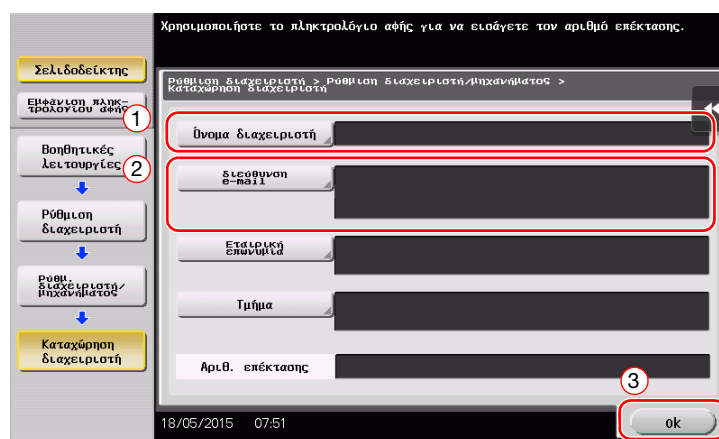 Χρησιμοποιήστε το πληκτρολόγιο αφής για να εισάγετε τον αριθμό επέκτασης.
Σελιδοδείκτης
Εμφάνιση πληκ-
τρολογίου αφής
1
Βοηθητικές
λειτουργίες
2
Ρύθμιση
διαχειριστή
Ρύθμ.
διαχειριστή/
μηχανήματος
Καταχώρηση
διαχειριστή
Ρύθμιση διαχειριστή > Ρύθμιση διαχειριστή/μηχανήματος >
Καταχώρηση διαχειριστή
Όνομα διαχειριστή
διεύθυνση
e-mail
Εταιρική
επωνυμία
Τμήμα
Αριθ. επέκτασης
3
18/05/2015 07:51
ok